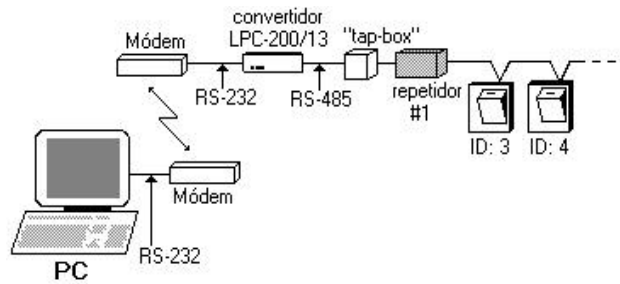 convertidor
LPC-200/13
"tap-box"
Módem
RS-232
RS-485
repetidor
#1
ID: 3
ID: 4
Módem
RS-232
PC